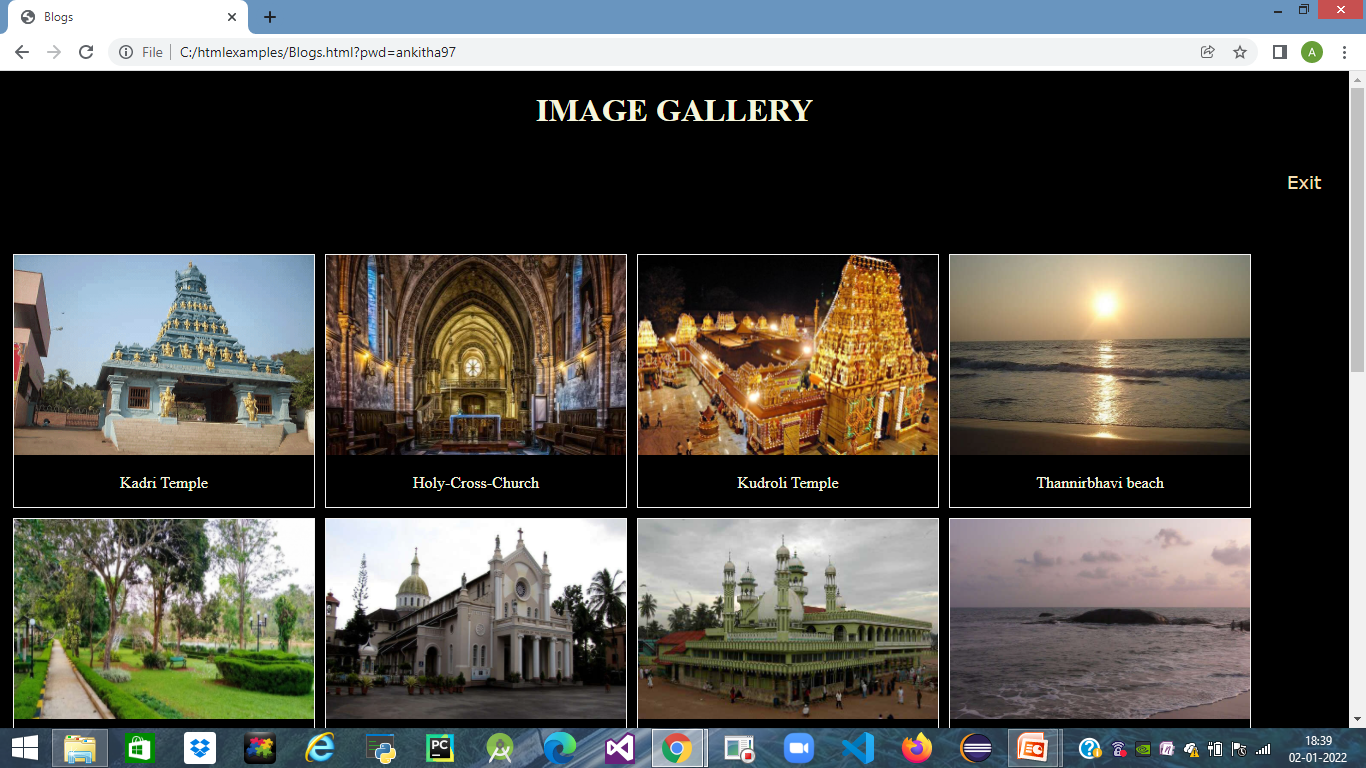 Blogs
File
C:/htmlexamples/Blogs.html?pwd=ankitha97
A
IMAGE GALLERY
Exit
Kadri Temple
Holy-Cross-Church
Kudroli Temple
Thannirbhavi beach
PC
18:39
02-01-2022